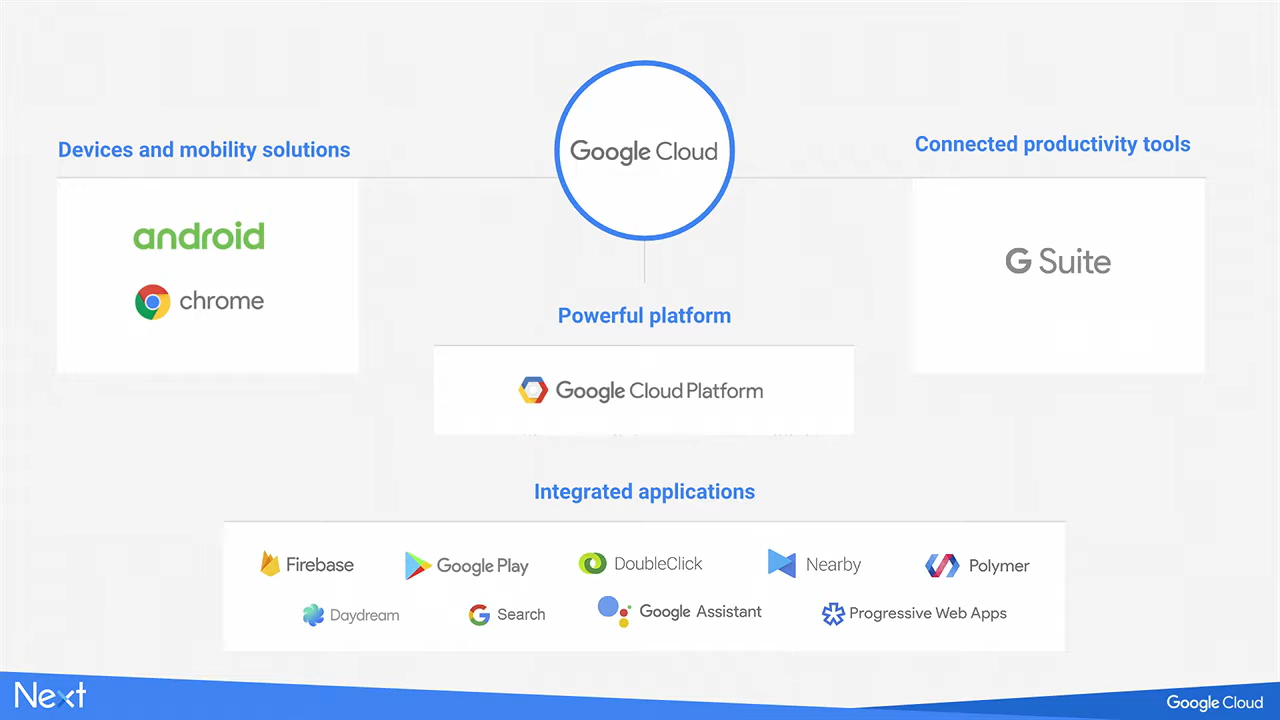 Google Cloud
Devices and mobility solutions
android
chrome
Connected productivity tools
G Suite
Powerful platform
Google Cloud Platform
Integrated applications
Firebase Google Play DoubleClick Nearby Polymer
Daydream Search Google Assistant Progressive Web Apps
Next
Google Cloud